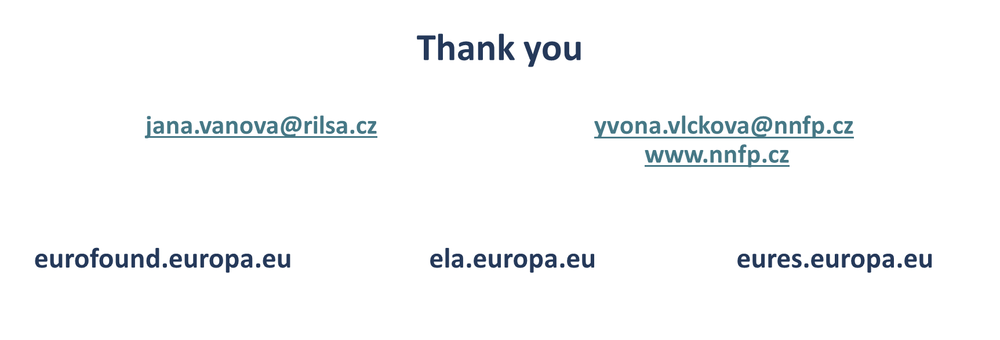 Thank you
jana.vanova@rilsa.cz
yvona.vlckova@nnfp.cz
www.nnfp.cz
eurofound.europa.eu
ela.europa.eu
eures.europa.eu